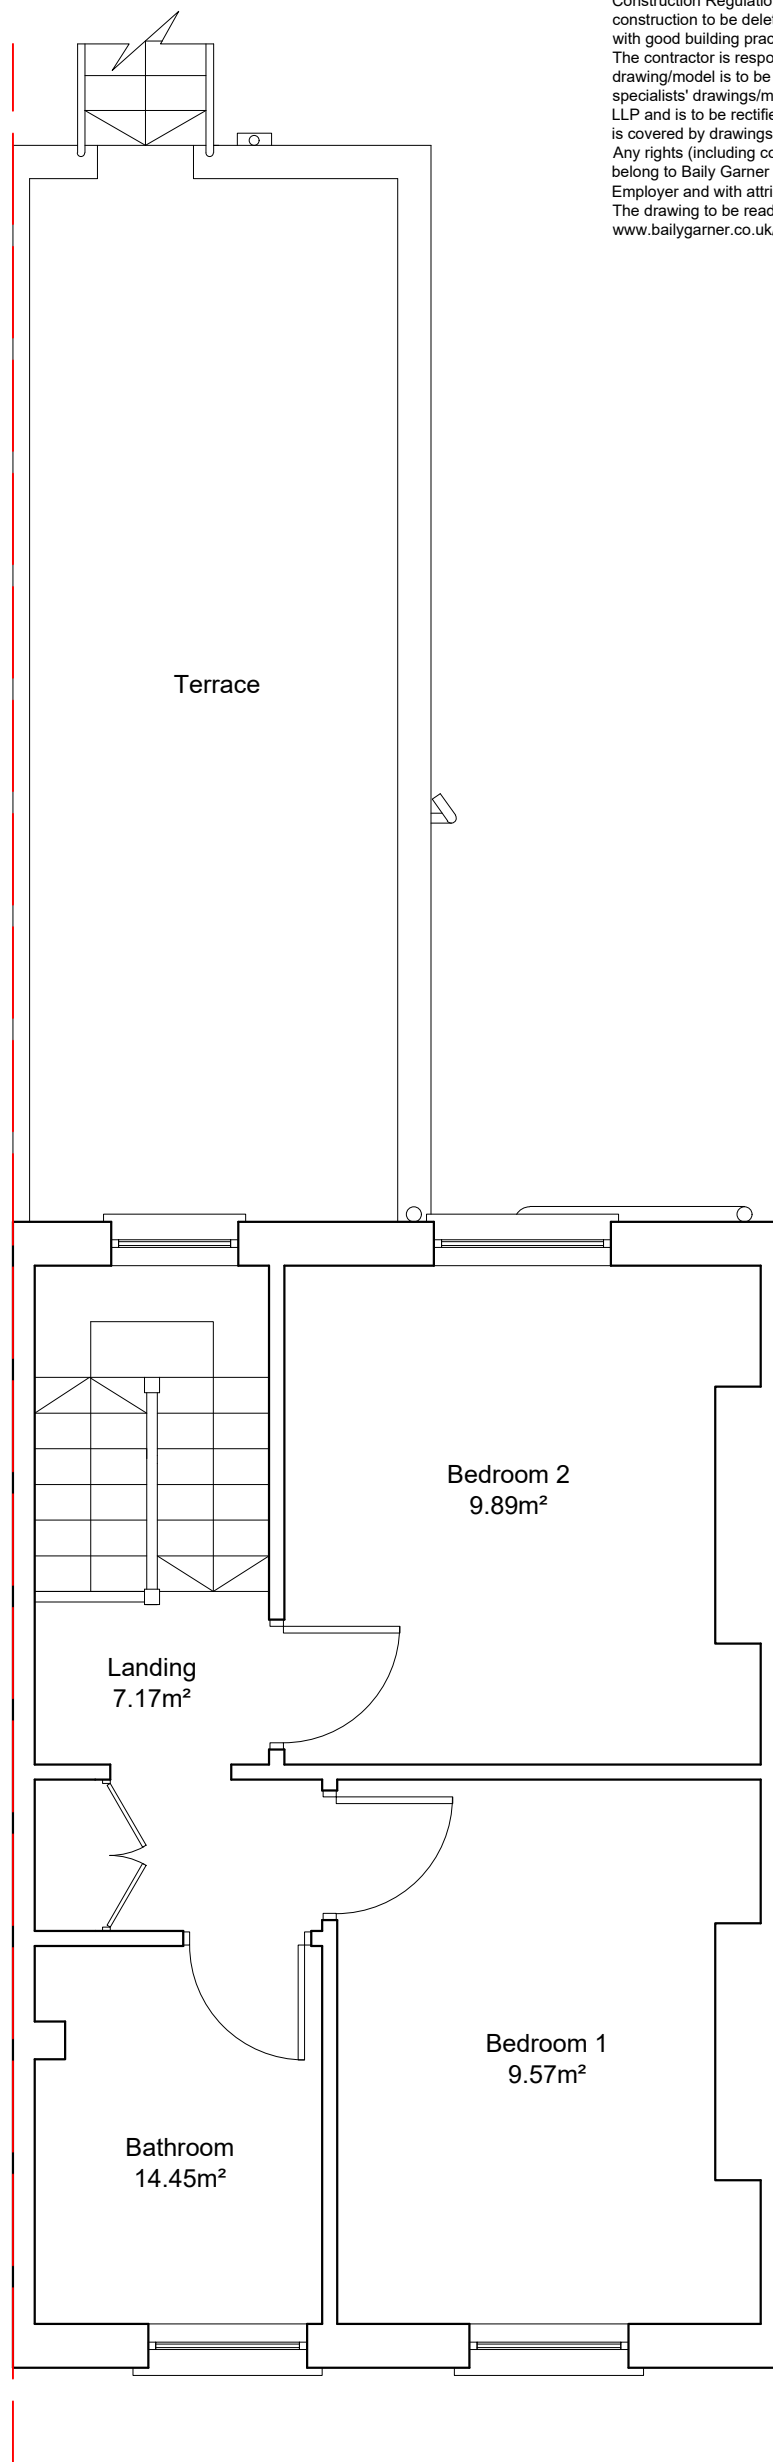 construction to be delet
with good building prac
The contractor is respo
drawing/model is to be
specialists' drawings/m
LLP and is to be rectifie
is covered by drawings
Any rights (including co
belong to Baily Garner
Employer and with attri
The drawing to be read
www.bailygarner.co.uk/
Terrace
Bedroom 2
9.89m²
Landing
7.17m²
Bedroom 1
9.57m²
Bathroom
14.45m²